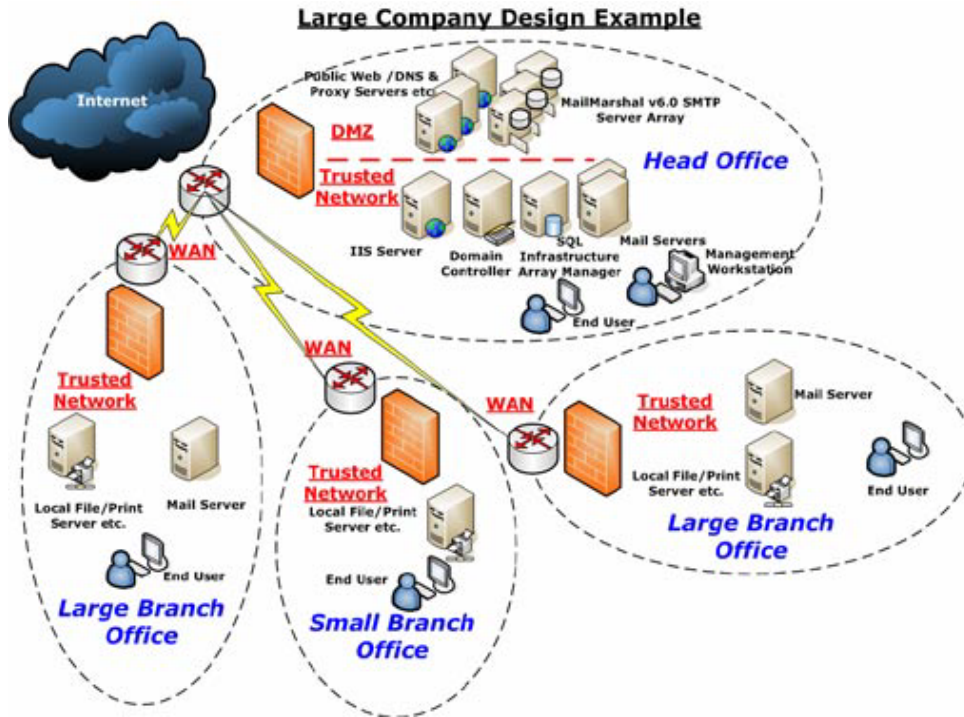 Large Company Design Example
Internet
Public Web /DNS &
Proxy Servers etc
MailMarshal v6.0 SMTP
Server Array
DMZ
Head Office
Trusted
Network
IIS Server
Domain
Controller
SQL
Infrastructure
Array Manager
Mail Servers
Management
Workstation
End User
WAN
Trusted
Network
Local File/Print
Server etc.
Mail Server
End User
Large Branch
Office
WAN
Trusted
Network
Local File/Print
Server etc.
End User
Small Branch
Office
WAN
Trusted
Network
Mail Server
Local File/Print
Server etc.
End User
Large Branch
Office